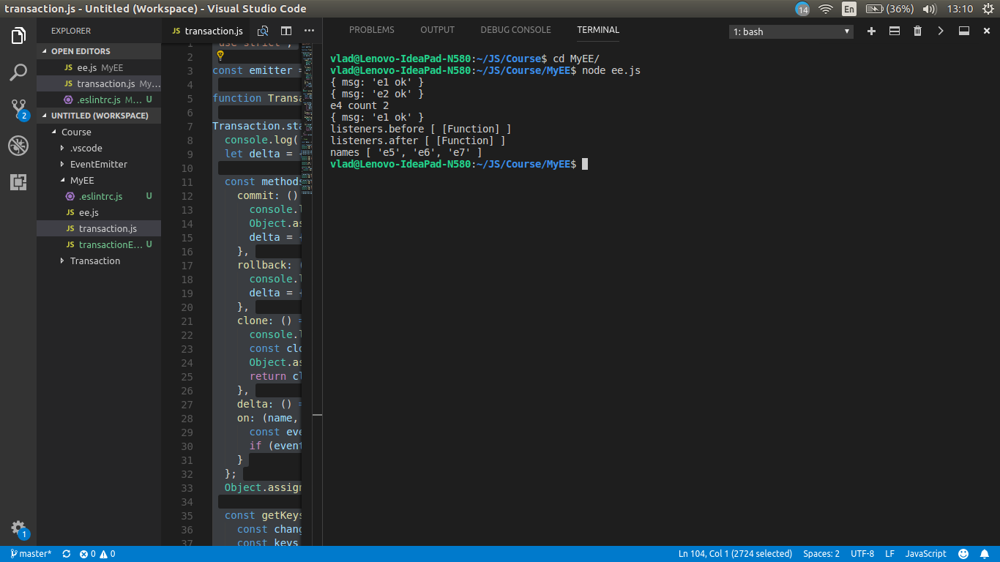 transaction.js - Untitled (Workspace) - Visual Studio Code
14
En
(36%)
13:10
EXPLORER
OPEN EDITORS
JS ee.js MyEE
JS transaction.js My...
.eslintrc.js M... U
UNTITLED (WORKSPACE)
Course
.vscode
EventEmitter
MyEE
.eslintrc.js U
JS ee.js
JS transaction.js
JS transactionE... U
Transaction
2
1
JS transaction.js
1 'use strict';
2
3 const emitter =
4
5 function Transa
6
7 Transaction.sta
8 console.log(
9 let delta = {
10
11 const methods
12 commit: ()
13 console.l
14 Object.as
15 delta = {
16 },
17 rollback: (
18 console.l
19 delta = {
20 },
21 clone: () =
22 console.l
23 const clo
24 Object.as
25 return cl
26 },
27 delta: () =
28 on: (name,
29 const eve
30 if (event
31 }
32 };
33 Object.assign
34
35 const getKeys
36 const chang
37 const keys
PROBLEMS OUTPUT DEBUG CONSOLE TERMINAL
1: bash
vlad@Lenovo-IdeaPad-N580:~/JS/Course$ cd MyEE/
vlad@Lenovo-IdeaPad-N580:~/JS/Course/MyEE$ node ee.js
{ msg: 'e1 ok' }
{ msg: 'e2 ok' }
e4 count 2
{ msg: 'e1 ok' }
listeners.before [ [Function] ]
listeners.after [ [Function] ]
names [ 'e5', 'e6', 'e7' ]
vlad@Lenovo-IdeaPad-N580:~/JS/Course/MyEE$
master* 0 0
Ln 104, Col 1 (2724 selected) Spaces: 2 UTF-8 LF JavaScript